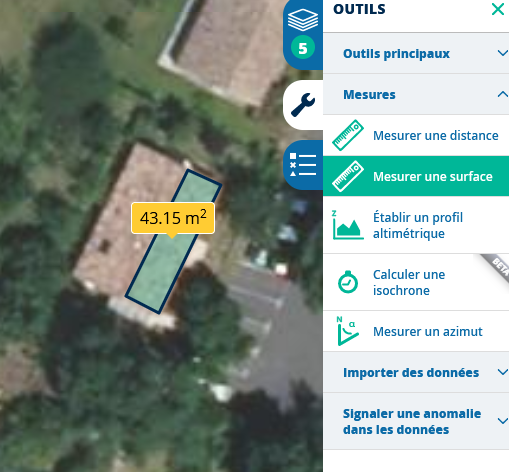 OUTILS
5
Outils principaux
Mesures
Mesurer une distance
Mesurer une surface
43.15 m²
Z
Établir un profil
altimétrique
BETA
Calculer une
isochrone
N α
Mesurer un azimut
Importer des données
Signaler une anomalie
dans les données